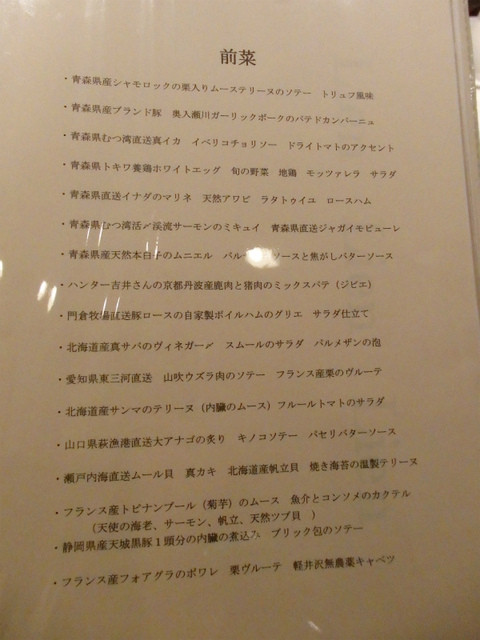 前菜
・青森県産シャモロックの栗入りムーステリーヌのソテー　トリュフ風味
・青森県産ブランド豚　奥入瀬川ガーリックポークのパテドカンパーニュ
・青森県むつ湾直送真イカ　イベリコチョリソー　ドライトマトのアクセント
・青森県トキワ養鶏ホワイトエッグ　旬の野菜　地鶏　モッツァレラ　サラダ
・青森県直送イナダのマリネ　天然アワビ　ラタトゥイユ　ロースハム
・青森県むつ湾活〆渓流サーモンのミキュイ　青森県直送ジャガイモピューレ
・青森県産天然本白子のムニエル　バル　ソースと焦がしバターソース
・ハンター吉井さんの京都丹波産鹿肉と猪肉のミックスパテ（ジビエ）
・門倉牧場直送豚ロースの自家製ボイルハムのグリエ　サラダ仕立て
・北海道産真サバのヴィネガー〆　スムールのサラダ　パルメザンの泡
・愛知県東三河直送　山吹ウズラ肉のソテー　フランス産栗のヴルーテ
・北海道産サンマのテリーヌ（内臓のムース）フルールトマトのサラダ
・山口県萩漁港直送大アナゴの炙り　キノコソテー　パセリバターソース
・瀬戸内海直送ムール貝　真カキ　北海道産帆立貝　焼き海苔の温製テリーヌ
・フランス産トピナンブール（菊芋）のムース　魚介とコンソメのカクテル
（天使の海老、サーモン、帆立、天然ツブ貝　）
・静岡県産天城黒豚１頭分の内臓の煮込み　ブリック包のソテー
・フランス産フォアグラのポワレ　栗ヴルーテ　軽井沢無農薬キャベツ